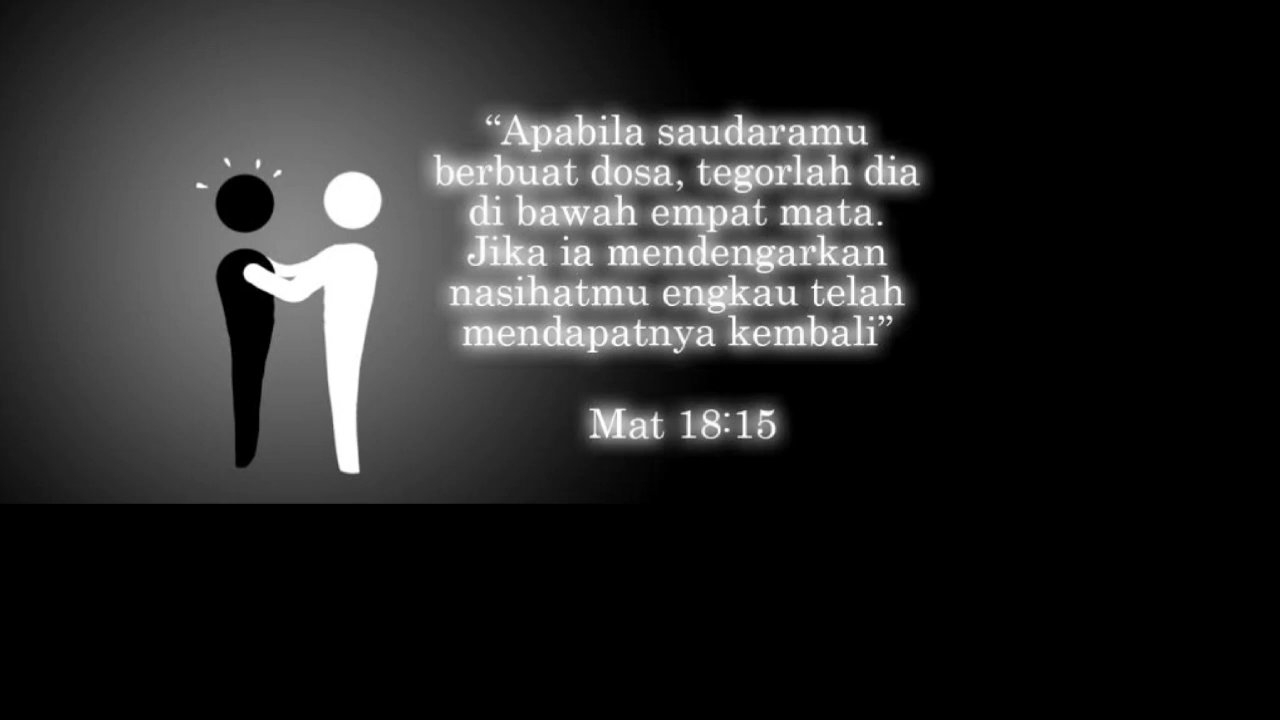 “Apabila saudaramu
berbuat dosa, tegorlah dia
di bawah empat mata.
Jika ia mendengarkan
nasihatmu engkau telah
mendapatnya kembali”
Mat 18:15